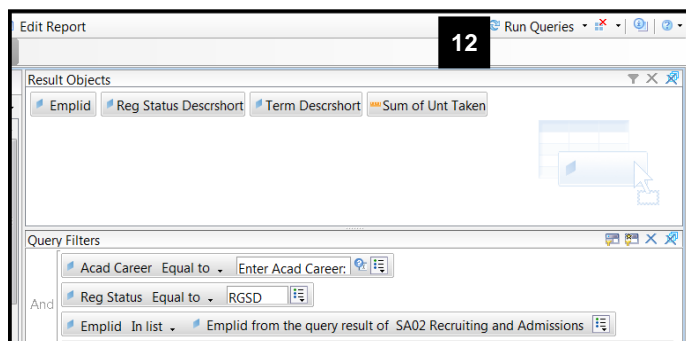 Edit Report
12
Run Queries
Result Objects
Emplid Reg Status Descrshort Term Descrshort Sum of Unt Taken
Query Filters
Acad Career Equal to Enter Acad Career:
And
Reg Status Equal to RGSD
Emplid In list Emplid from the query result of SA02 Recruiting and Admissions